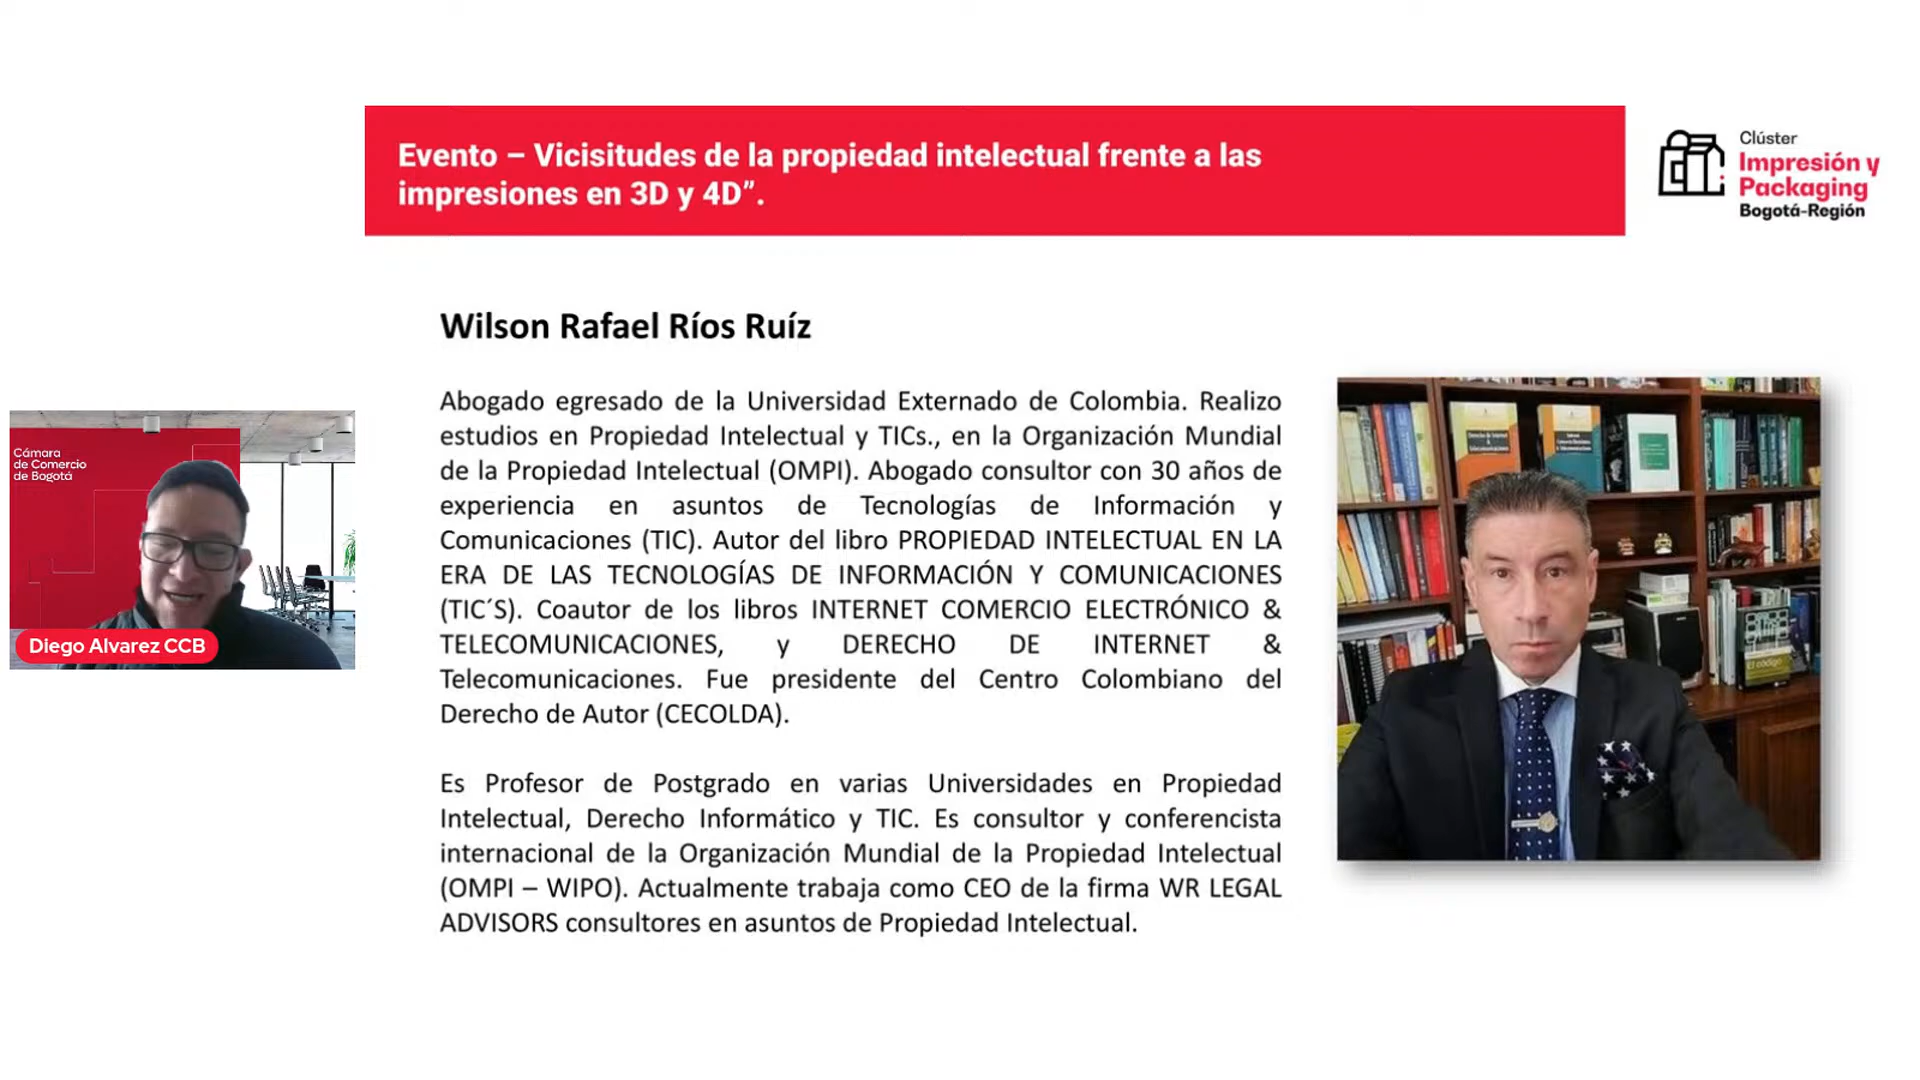 Evento – Vicisitudes de la propiedad intelectual frente a las
impresiones en 3D y 4D”.
Clúster
Impresión y
Packaging
Bogotá-Región
Wilson Rafael Ríos Ruíz
Abogado egresado de la Universidad Externado de Colombia. Realizo
estudios en Propiedad Intelectual y TICs., en la Organización Mundial
de la Propiedad Intelectual (OMPI). Abogado consultor con 30 años de
experiencia en asuntos de Tecnologías de Información y
Comunicaciones (TIC). Autor del libro PROPIEDAD INTELECTUAL EN LA
ERA DE LAS TECNOLOGÍAS DE INFORMACIÓN Y COMUNICACIONES
(TIC´S). Coautor de los libros INTERNET COMERCIO ELECTRÓNICO &
TELECOMUNICACIONES, y DERECHO DE INTERNET &
Telecomunicaciones. Fue presidente del Centro Colombiano del
Derecho de Autor (CECOLDA).
Es Profesor de Postgrado en varias Universidades en Propiedad
Intelectual, Derecho Informático y TIC. Es consultor y conferencista
internacional de la Organización Mundial de la Propiedad Intelectual
(OMPI – WIPO). Actualmente trabaja como CEO de la firma WR LEGAL
ADVISORS consultores en asuntos de Propiedad Intelectual.
Cámara
de Comercio
de Bogotá
Diego Alvarez CCB
El código